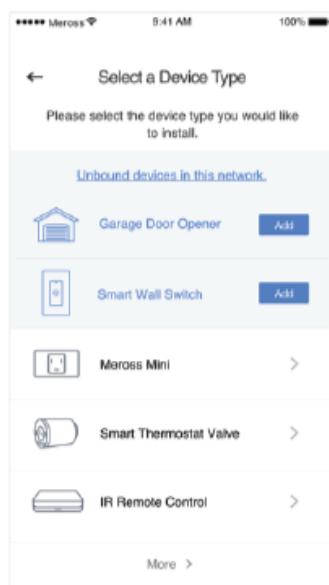 Meross 9:41 AM 100%
Select a Device Type
Please select the device type you would like
to install.
Unbound devices in this network.
Garage Door Opener Add
Smart Wall Switch Add
Meross Mini
Smart Thermostat Valve
IR Remote Control
More